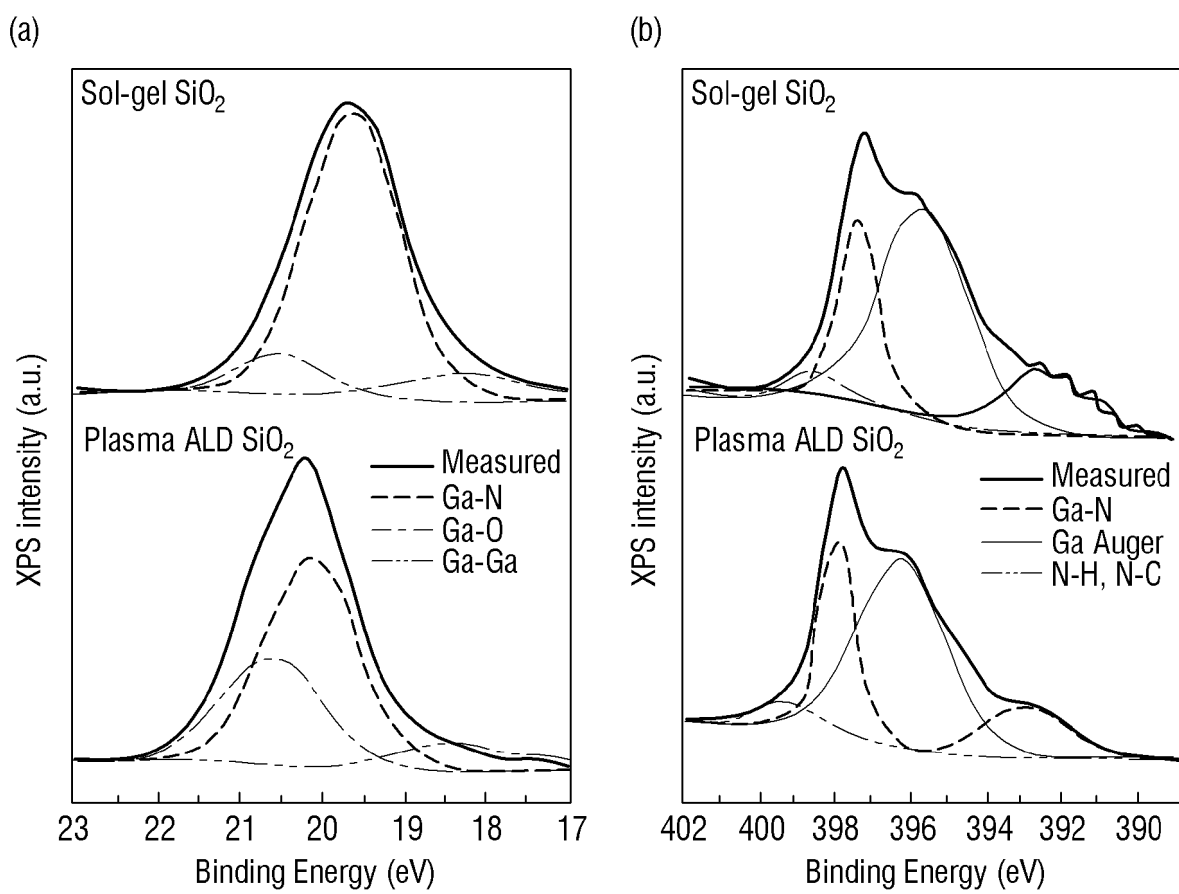 (a)
Sol-gel SiO₂
Plasma ALD SiO₂
Measured
Ga-N
Ga-O
Ga-Ga
XPS intensity (a.u.)
23 22 21 20 19 18 17
Binding Energy (eV)
(b)
Sol-gel SiO₂
Plasma ALD SiO₂
Measured
Ga-N
Ga Auger
N-H, N-C
XPS intensity (a.u.)
402 400 398 396 394 392 390
Binding Energy (eV)